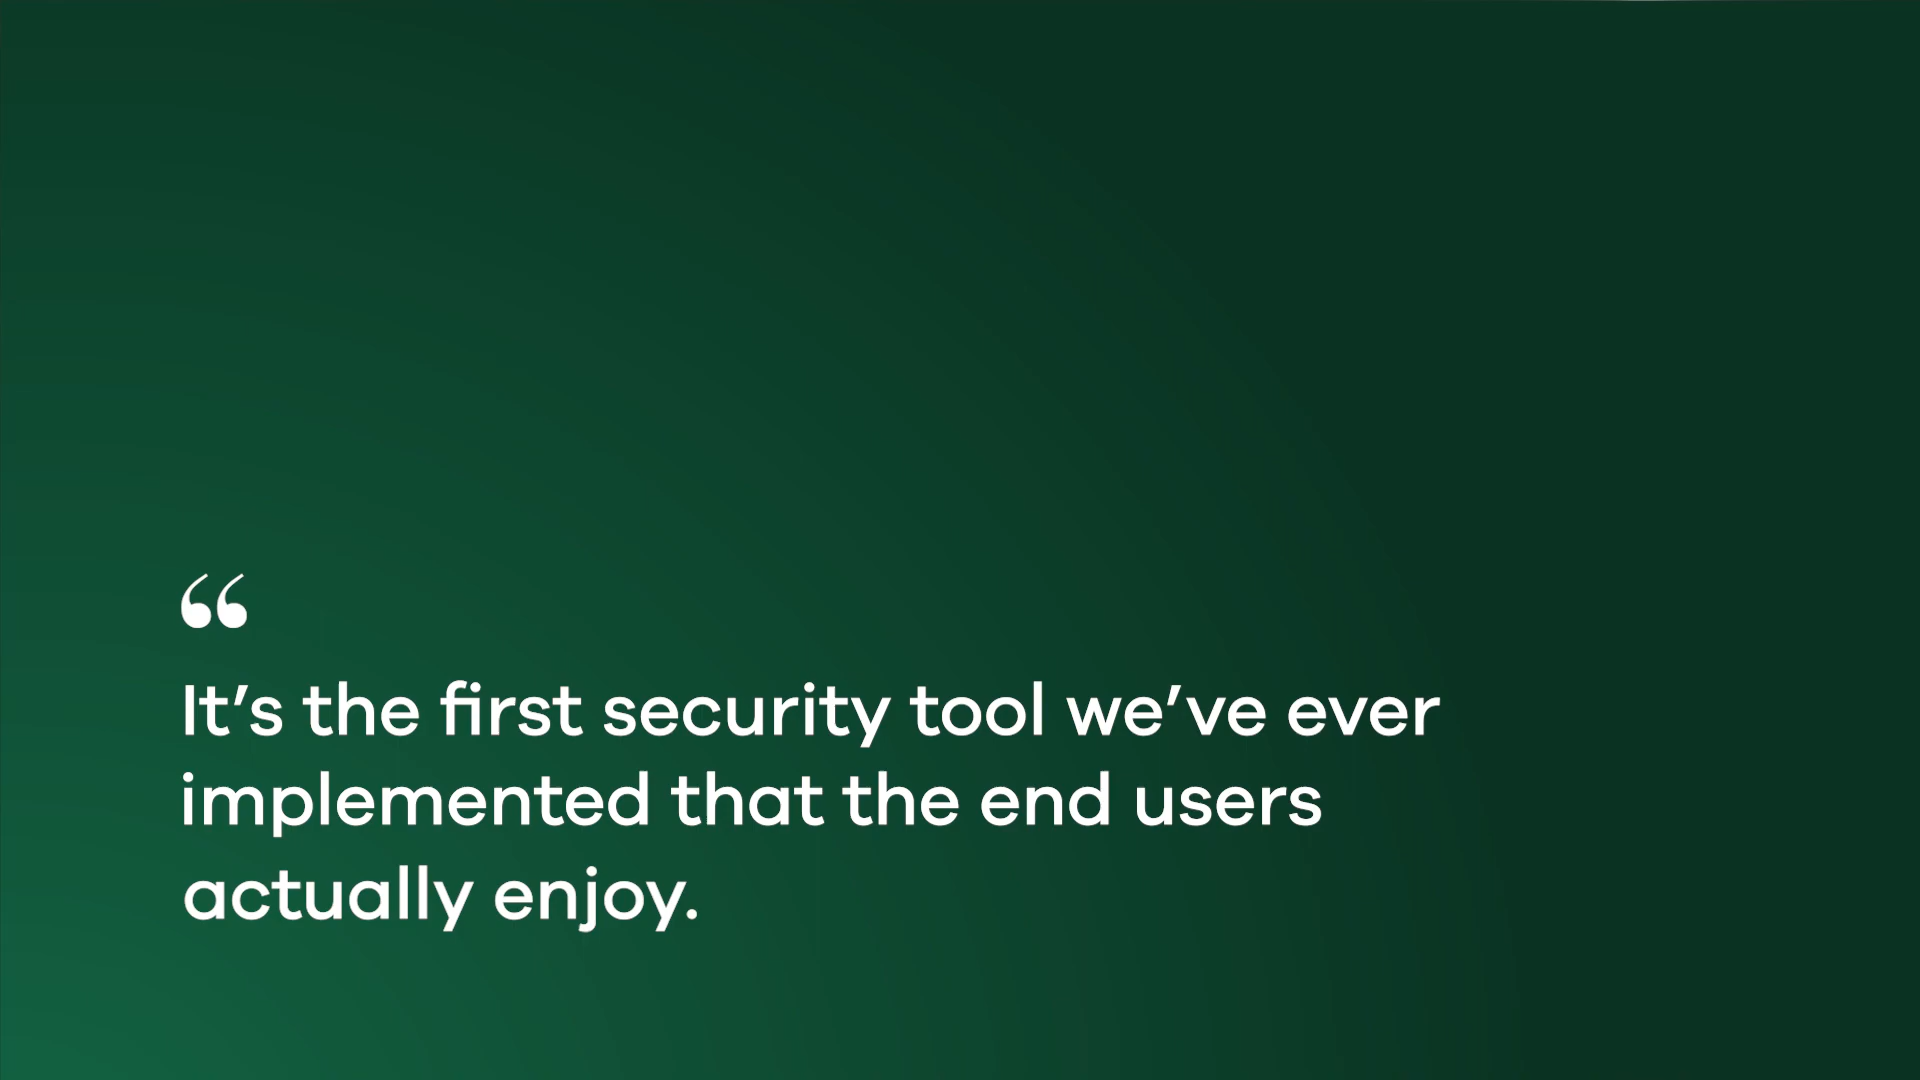 “
It’s the first security tool we’ve ever
implemented that the end users
actually enjoy.